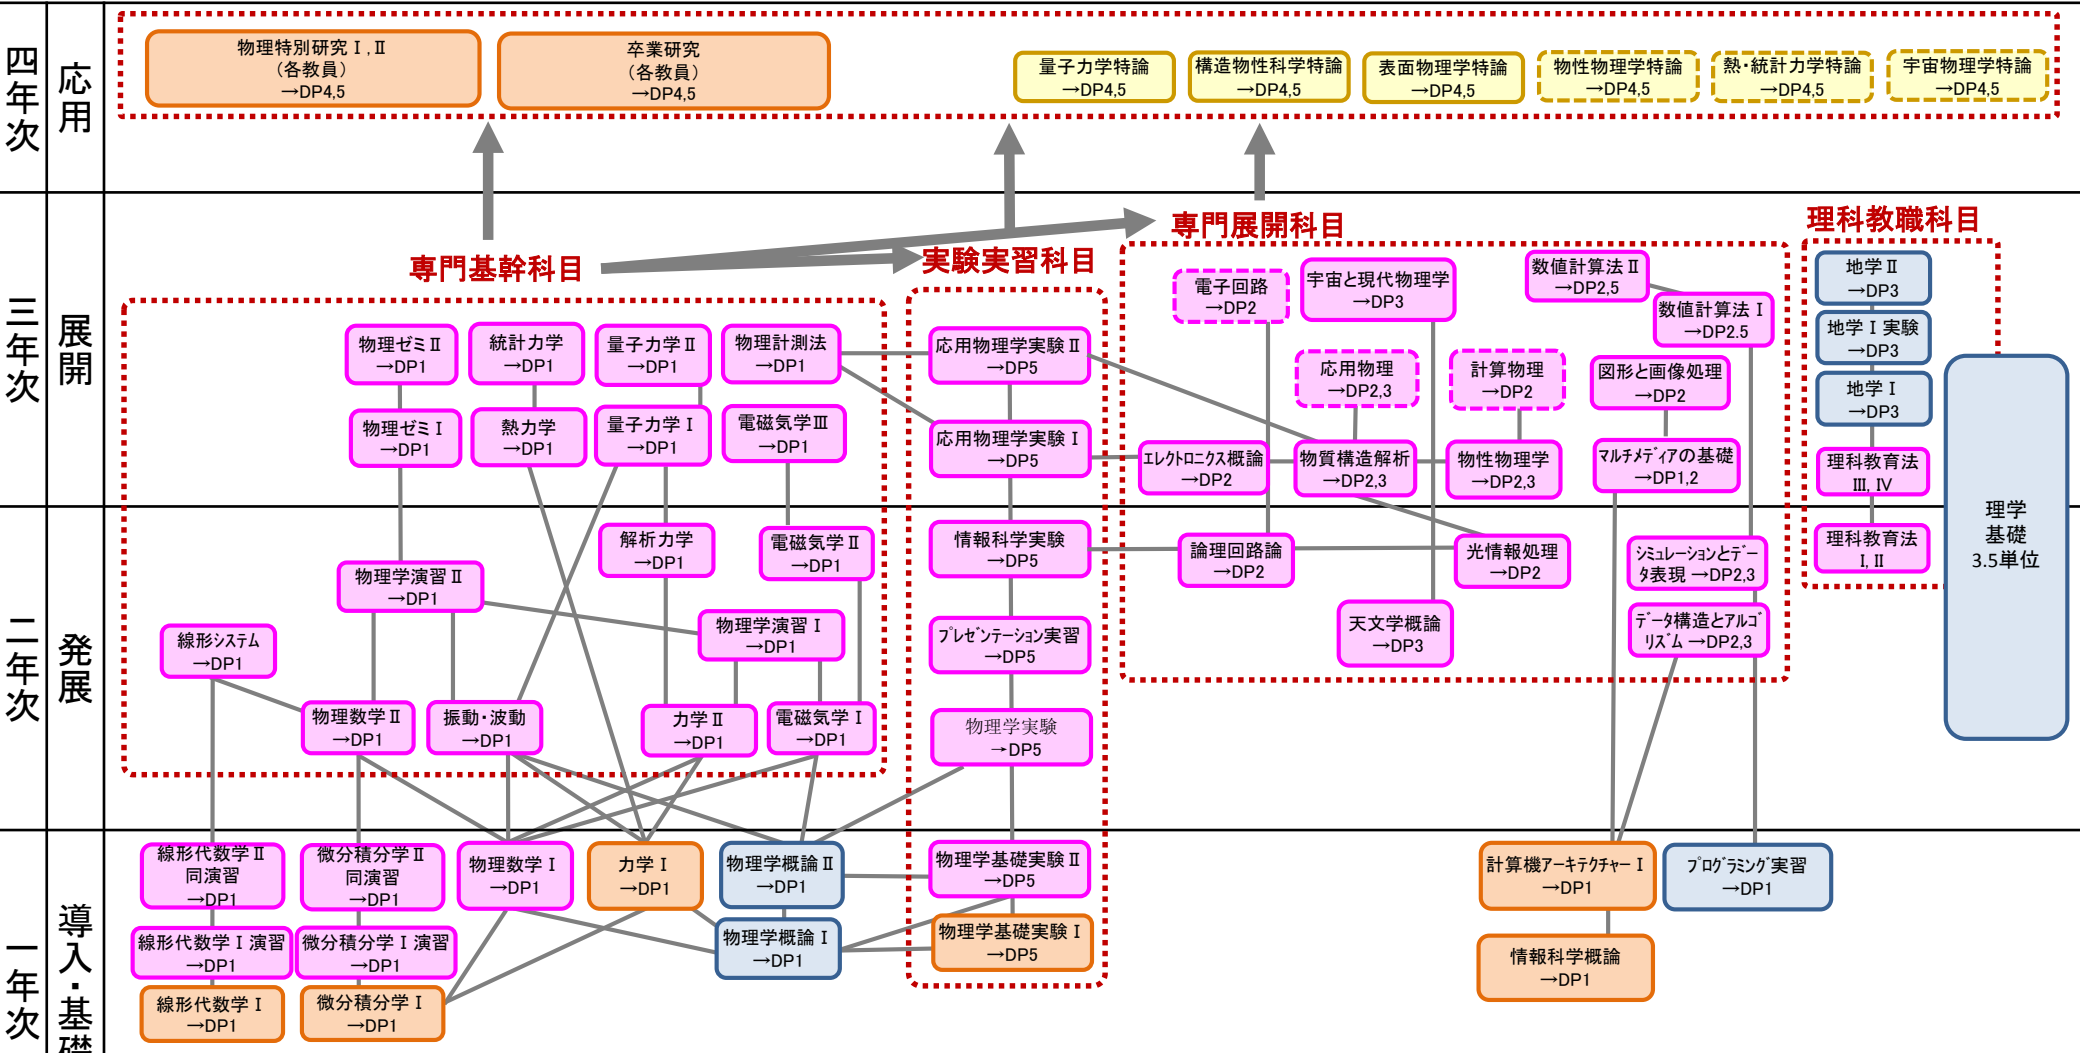 四年次
応用
物理特別研究Ⅰ,Ⅱ
(各教員)
→DP4,5
卒業研究
(各教員)
→DP4,5
量子力学特論
→DP4,5
構造物性科学特論
→DP4,5
表面物理学特論
→DP4,5
物性物理学特論
→DP4,5
熱・統計力学特論
→DP4,5
宇宙物理学特論
→DP4,5
三年次
展開
専門基幹科目
実験実習科目
専門展開科目
理科教職科目
物理ゼミⅡ
→DP1
統計力学
→DP1
量子力学Ⅱ
→DP1
物理計測法
→DP1
物理ゼミⅠ
→DP1
熱力学
→DP1
量子力学Ⅰ
→DP1
電磁気学Ⅲ
→DP1
応用物理学実験Ⅱ
→DP5
応用物理学実験Ⅰ
→DP5
電子回路
→DP2
宇宙と現代物理学
→DP3
数値計算法Ⅱ
→DP2,5
数値計算法Ⅰ
→DP2.5
応用物理
→DP2,3
計算物理
→DP2
図形と画像処理
→DP2
エレクトロニクス概論
→DP2
物質構造解析
→DP2,3
物性物理学
→DP2,3
マルチメディアの基礎
→DP1,2
地学Ⅱ
→DP3
地学Ⅰ実験
→DP3
地学Ⅰ
→DP3
理科教育法
III, IV
理学
基礎
3.5単位
二年次
発展
解析力学
→DP1
電磁気学Ⅱ
→DP1
物理学演習Ⅱ
→DP1
物理学演習Ⅰ
→DP1
線形システム
→DP1
物理数学Ⅱ
→DP1
振動・波動
→DP1
力学Ⅱ
→DP1
電磁気学Ⅰ
→DP1
情報科学実験
→DP5
プレゼンテーション実習
→DP5
物理学実験
→DP5
論理回路論
→DP2
光情報処理
→DP2
天文学概論
→DP3
シミュレーションとデー
タ表現 →DP2,3
データ構造とアルゴ
リズム →DP2,3
理科教育法
I, II
一年次
導入・基礎
線形代数学Ⅱ
同演習
→DP1
微分積分学Ⅱ
同演習
→DP1
物理数学Ⅰ
→DP1
力学Ⅰ
→DP1
物理学概論Ⅱ
→DP1
物理学基礎実験Ⅱ
→DP5
計算機アーキテクチャーⅠ
→DP1
プログラミング実習
→DP1
線形代数学Ⅰ演習
→DP1
微分積分学Ⅰ演習
→DP1
物理学概論Ⅰ
→DP1
物理学基礎実験Ⅰ
→DP5
情報科学概論
→DP1
線形代数学Ⅰ
→DP1
微分積分学Ⅰ
→DP1